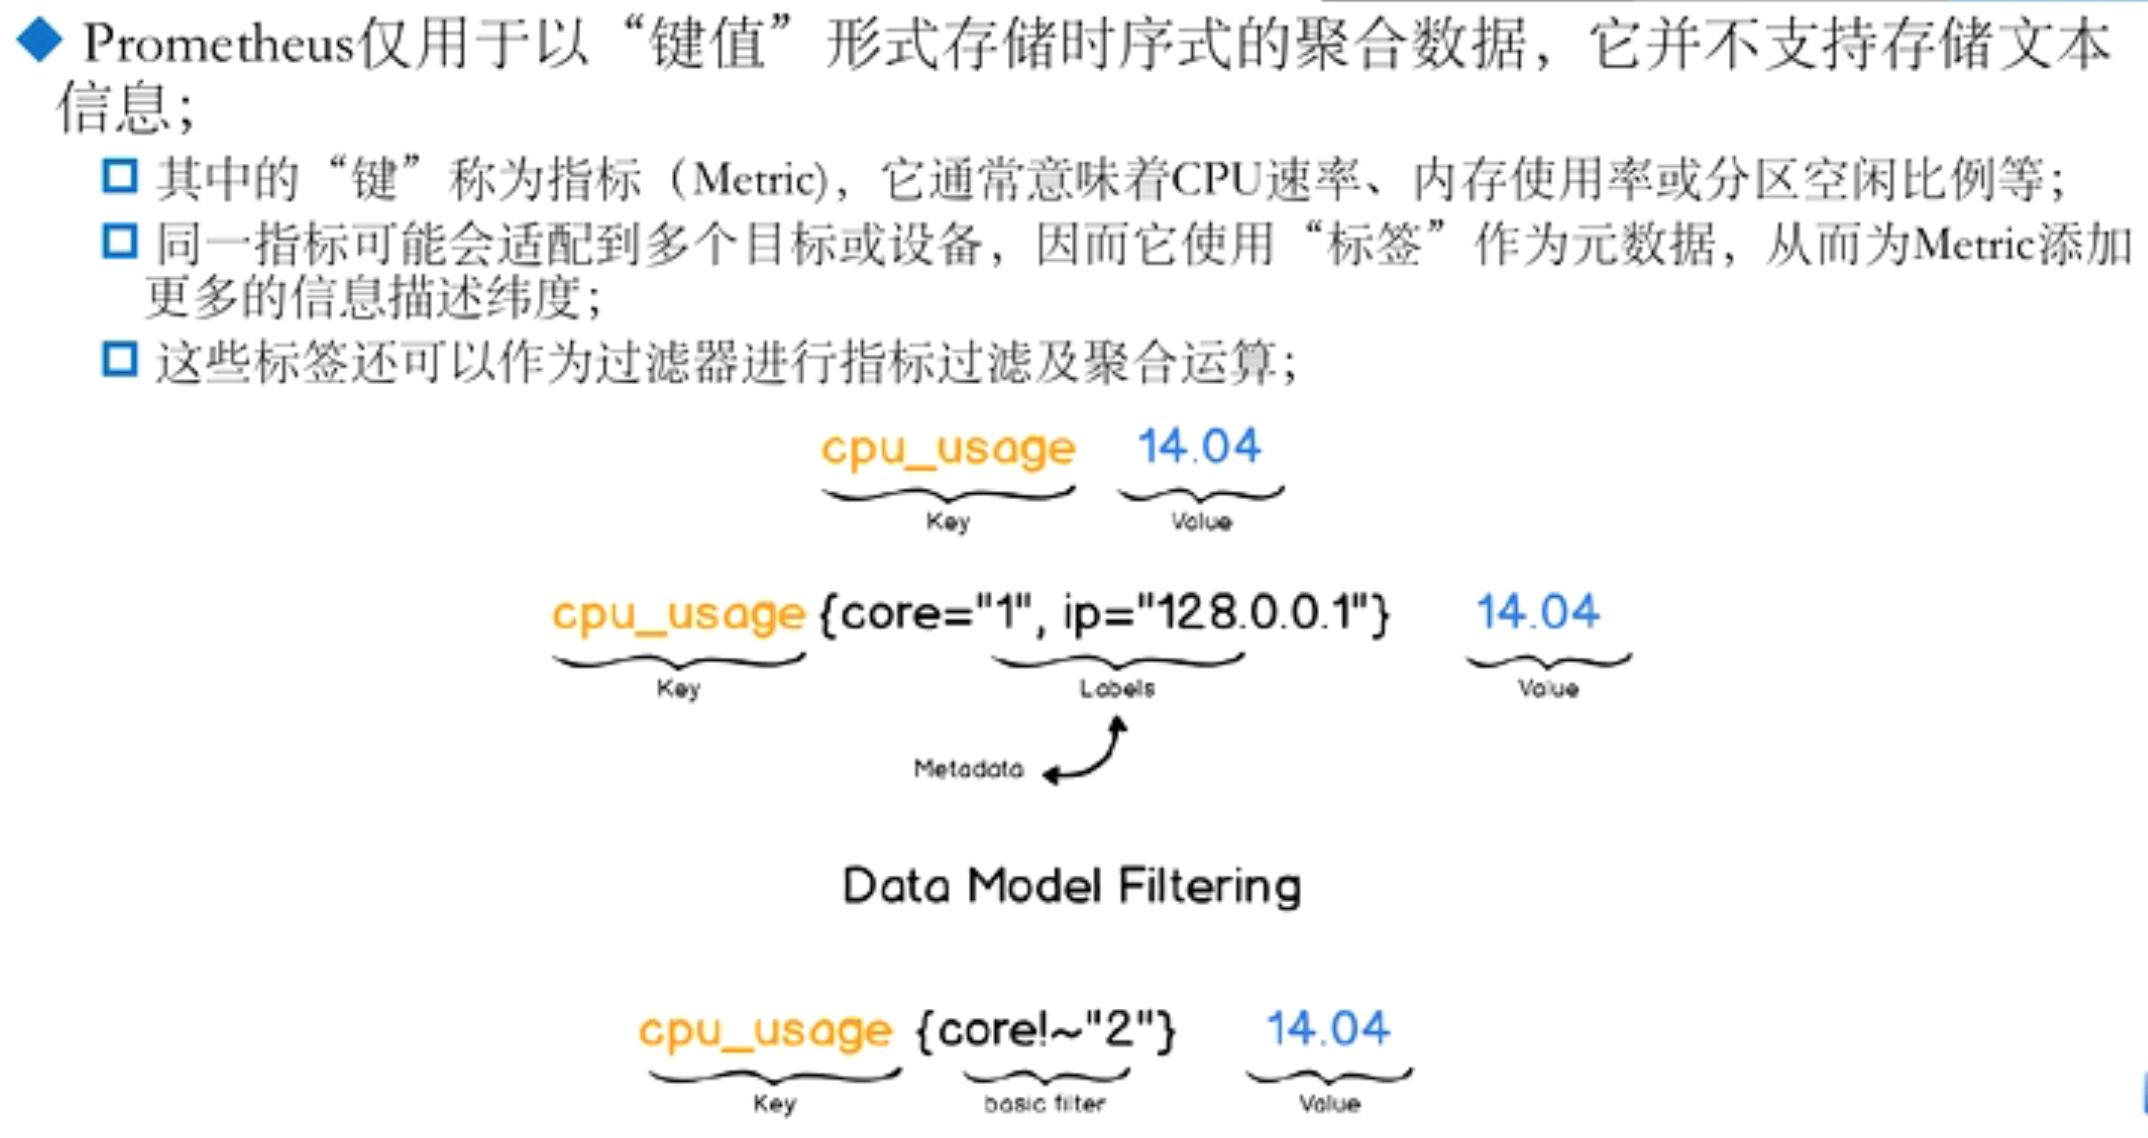 Prometheus仅用于以“键值”形式存储时序式的聚合数据，它并不支持存储文本
信息；
其中的“键”称为指标（Metric），它通常意味着CPU速率、内存使用率或分区空闲比例等；
同一指标可能会适配到多个目标或设备，因而它使用“标签”作为元数据，从而为Metric添加
更多的信息描述纬度；
这些标签还可以作为过滤器进行指标过滤及聚合运算；
cpu_usage 14.04
Key Value
cpu_usage {core="1", ip="128.0.0.1"} 14.04
Key Labels Value
Metadata
Data Model Filtering
cpu_usage {core!~"2"} 14.04
Key basic filter Value